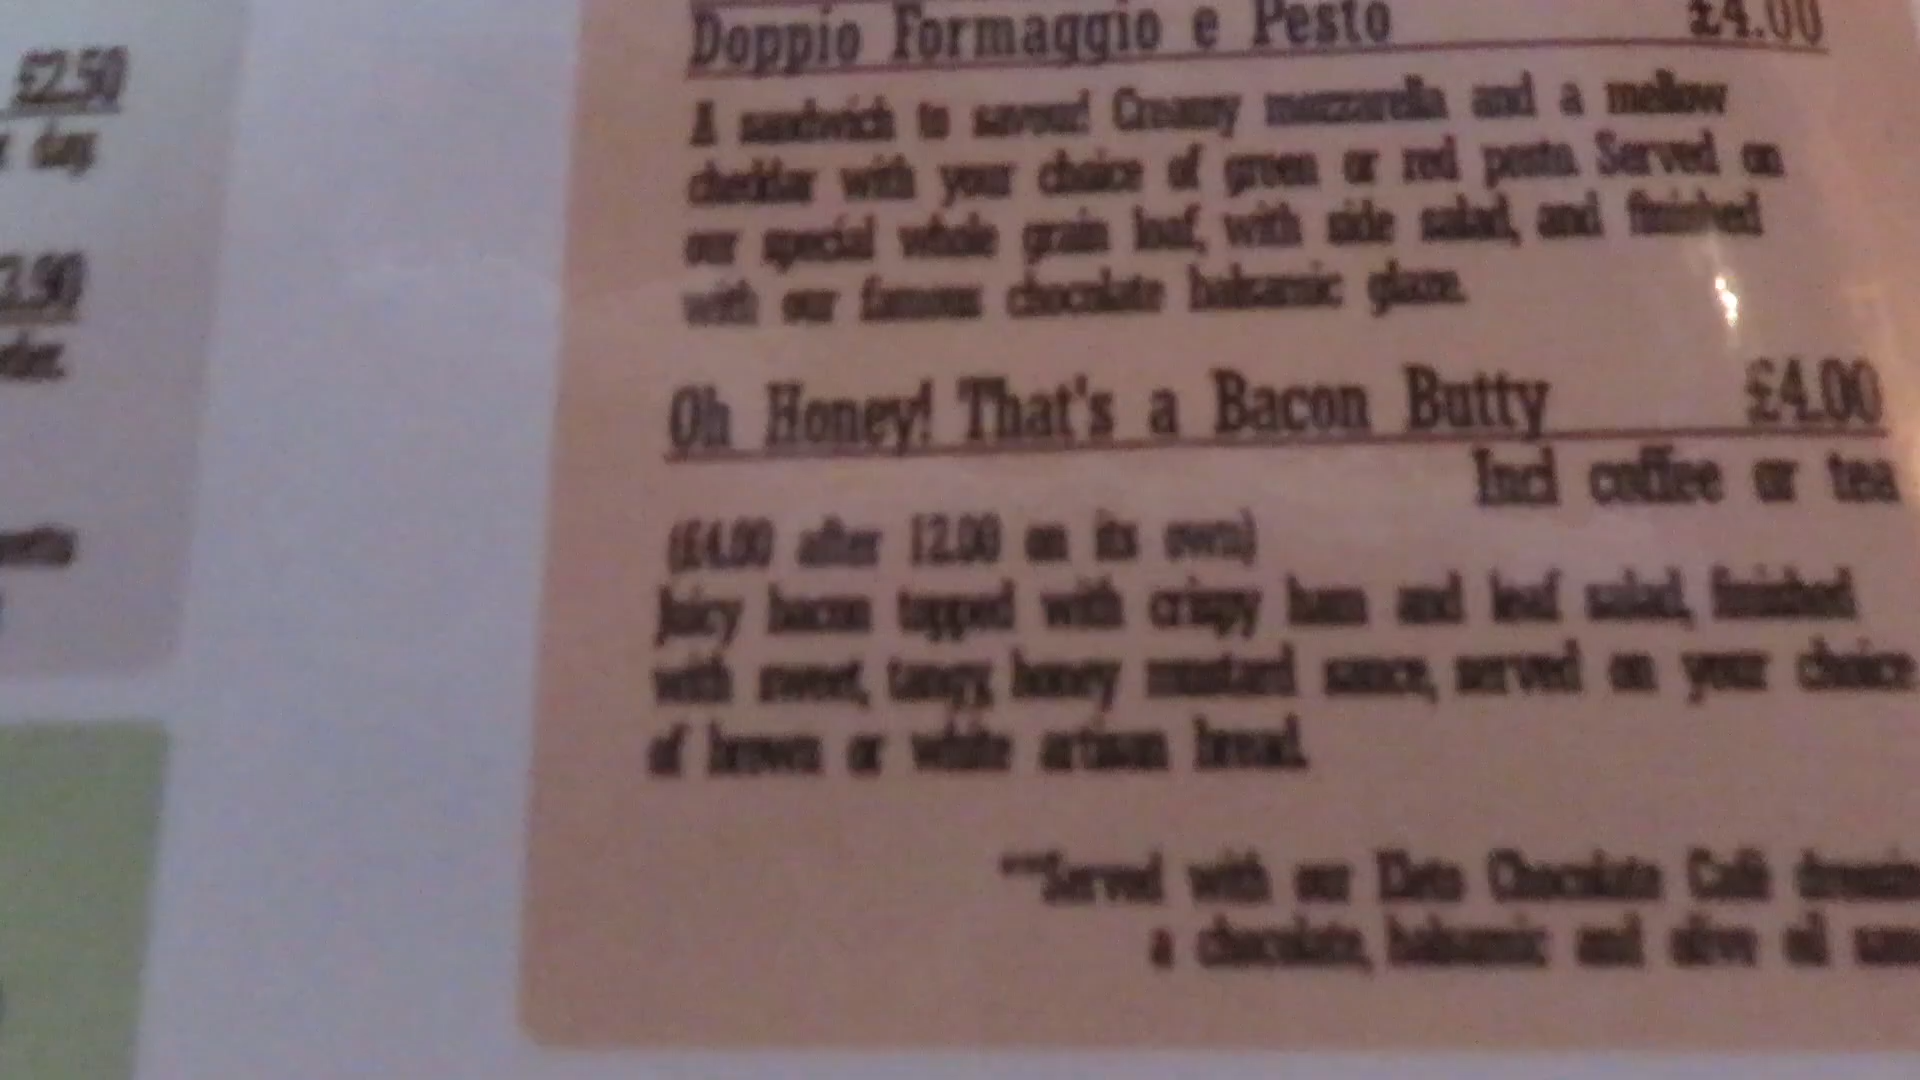 £2.50
day
Doppio Formaggio e Pesto £4.00
A sandwich to savour! Creamy mozzarella and a mellow
cheddar with your choice of green or red pesto. Served on
our special whole grain loaf, with side salad, and finished
with our famous chocolate balsamic glaze.
Oh Honey! That's a Bacon Butty £4.00
Incl coffee or tea
(£4.00 after 12.00 on its own)
Juicy bacon topped with crispy ham and leaf salad, finished
with sweet, tangy, honey mustard sauce, served on your choice
of brown or white artisan bread.
Served with our Chocolate Café
a chocolate, balsamic and olive oil